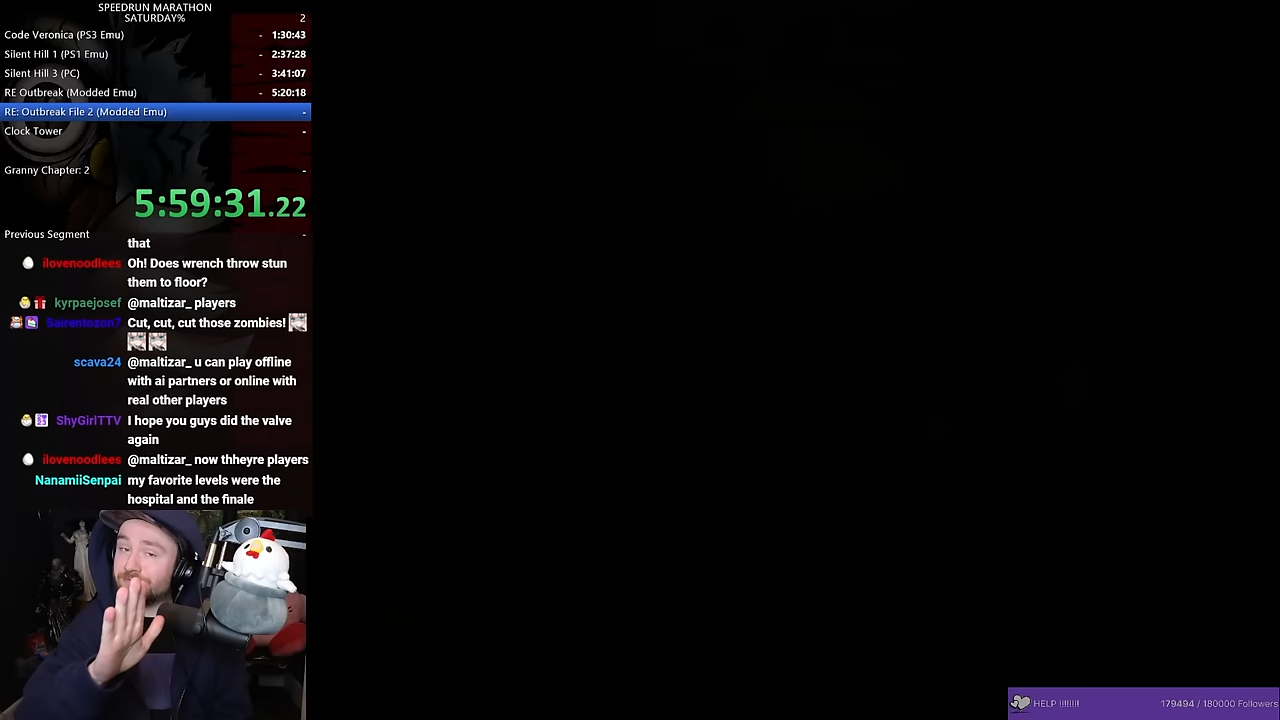 SPEEDRUN MARATHON
SATURDAY%
2
Code Veronica (PS3 Emu) - 1:30:43
Silent Hill 1 (PS1 Emu) - 2:37:28
Silent Hill 3 (PC) - 3:41:07
RE Outbreak (Modded Emu) - 5:20:18
RE: Outbreak File 2 (Modded Emu) -
Clock Tower -
Granny Chapter: 2 -
5:59:31.22
Previous Segment -
that
ilovenoodlees Oh! Does wrench throw stun
them to floor?
kyrpaejosef @maltizar_ players
Sairentozon7 Cut, cut, cut those zombies!
scava24 @maltizar_ u can play offline
with ai partners or online with
real other players
ShyGirlTTV I hope you guys did the valve
again
ilovenoodlees @maltizar_ now thheyre players
NanamiiSenpai my favorite levels were the
hospital and the finale
HELP !!!!!!! 179494 / 180000 Followers